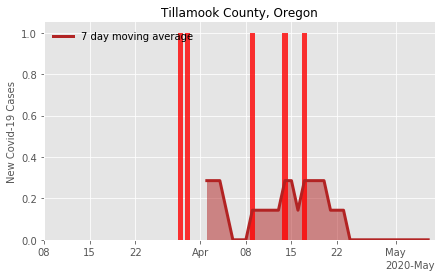 Tillamook County, Oregon
7 day moving average
New Covid-19 Cases
1.0
0.8
0.6
0.4
0.2
0.0
08 15 22 Apr 08 15 22 May
2020-May